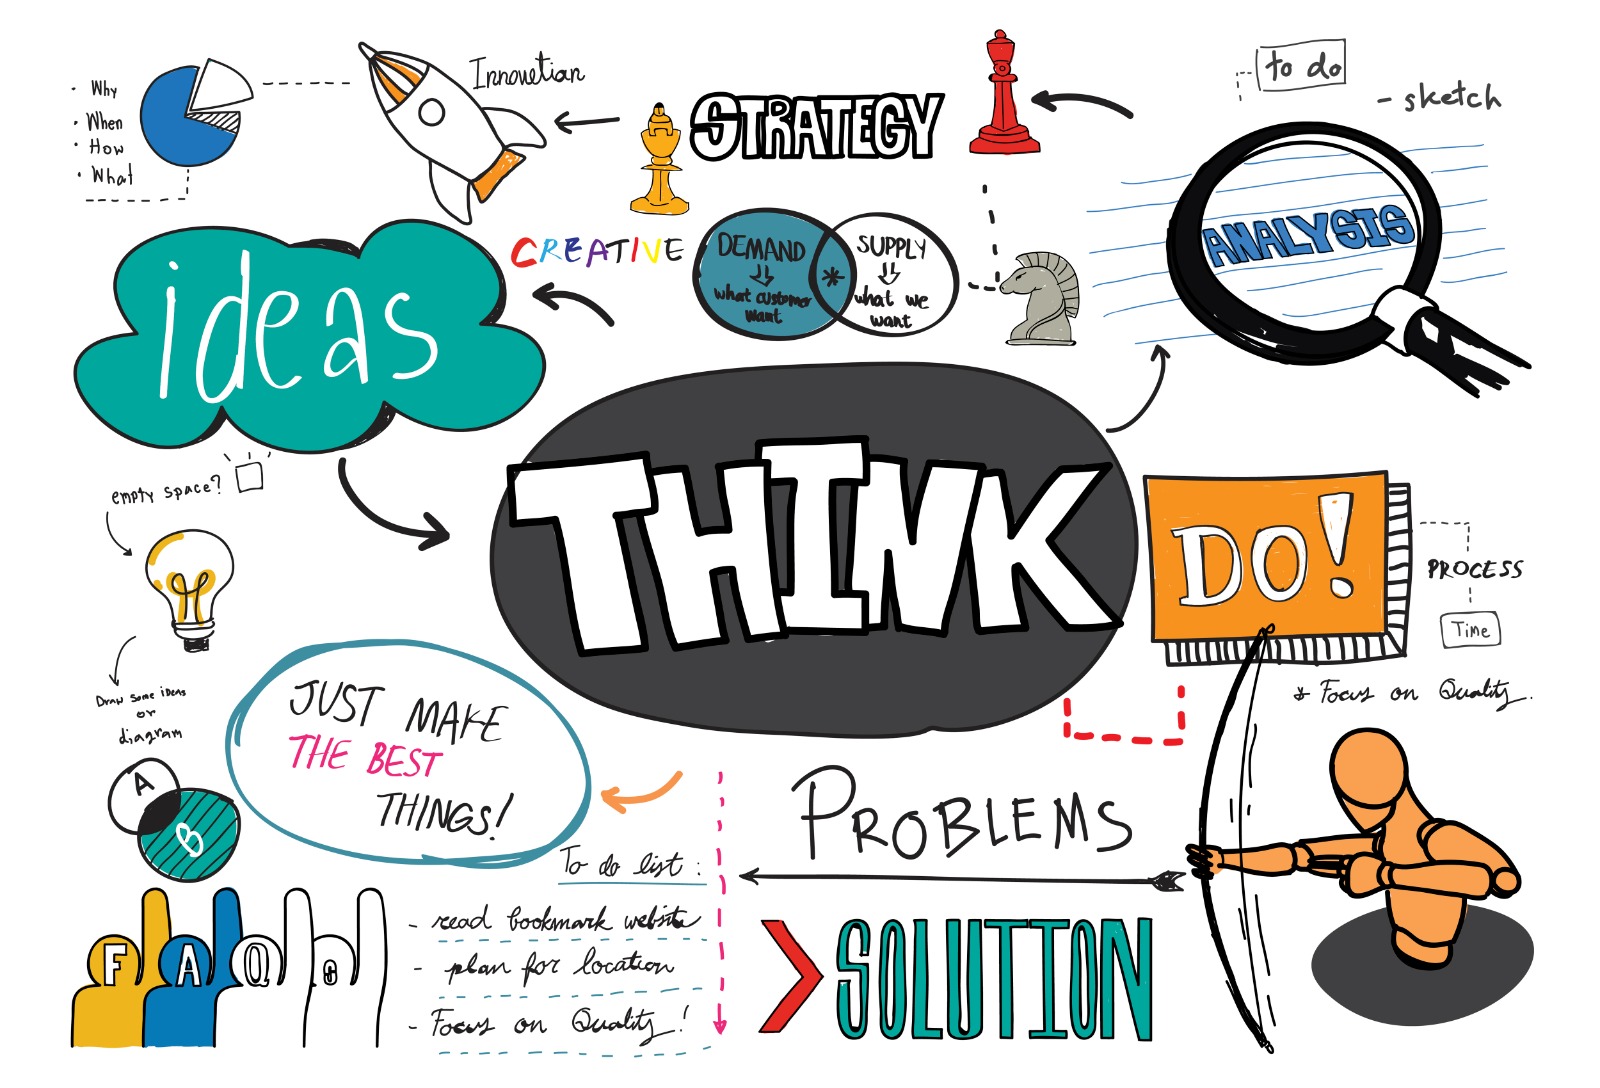 Why
When
How
What
Innovetian
STRATEGY
to do
- sketch
ANALYSIS
CREATIVE
DEMAND
what customer
want
*
SUPPLY
what we
want
ideas
empty space?
THINK
DO!
PROCESS
Time
* Focus on Quality.
Draw some ideas
or
diagram
A
B
JUST MAKE
THE BEST
THINGS!
PROBLEMS
SOLUTION
To do list :
- read bookmark website
- plan for location
- Focus on Quality!
FAQs